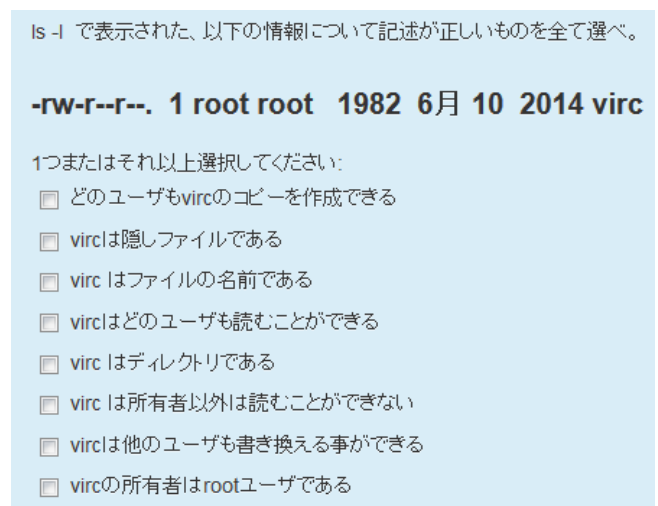 ls -l で表示された、以下の情報について記述が正しいものを全て選べ。
-rw-r--r--. 1 root root 1982 6月 10 2014 virc
1つまたはそれ以上選択してください:
どのユーザもvircのコピーを作成できる
vircは隠しファイルである
virc はファイルの名前である
vircはどのユーザも読むことができる
virc はディレクトリである
virc は所有者以外は読むことができない
vircは他のユーザも書き換える事ができる
vircの所有者はrootユーザである